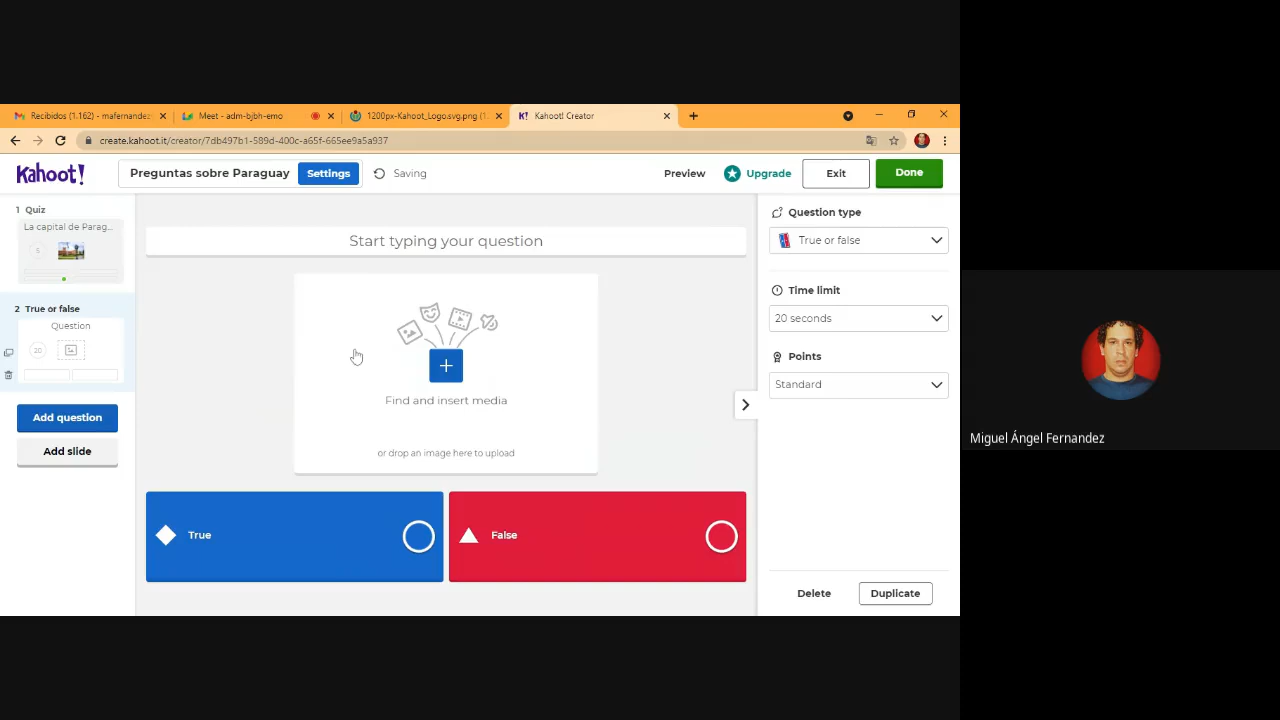 Recibidos (1.162) - mafernandez
Meet - adm-bjbh-emo
1200px-Kahoot_Logo.svg.png (1.
K! Kahoot! Creator
create.kahoot.it/creator/7db497b1-589d-400c-a65f-665ee9a5a937
Kahoot!
Preguntas sobre Paraguay
Settings
Saving
Preview
Upgrade
Exit
Done
1 Quiz
La capital de Parag...
5
2 True or false
Question
20
Add question
Add slide
Start typing your question
Find and insert media
or drop an image here to upload
True
False
Question type
True or false
Time limit
20 seconds
Points
Standard
Delete
Duplicate
Miguel Ángel Fernandez